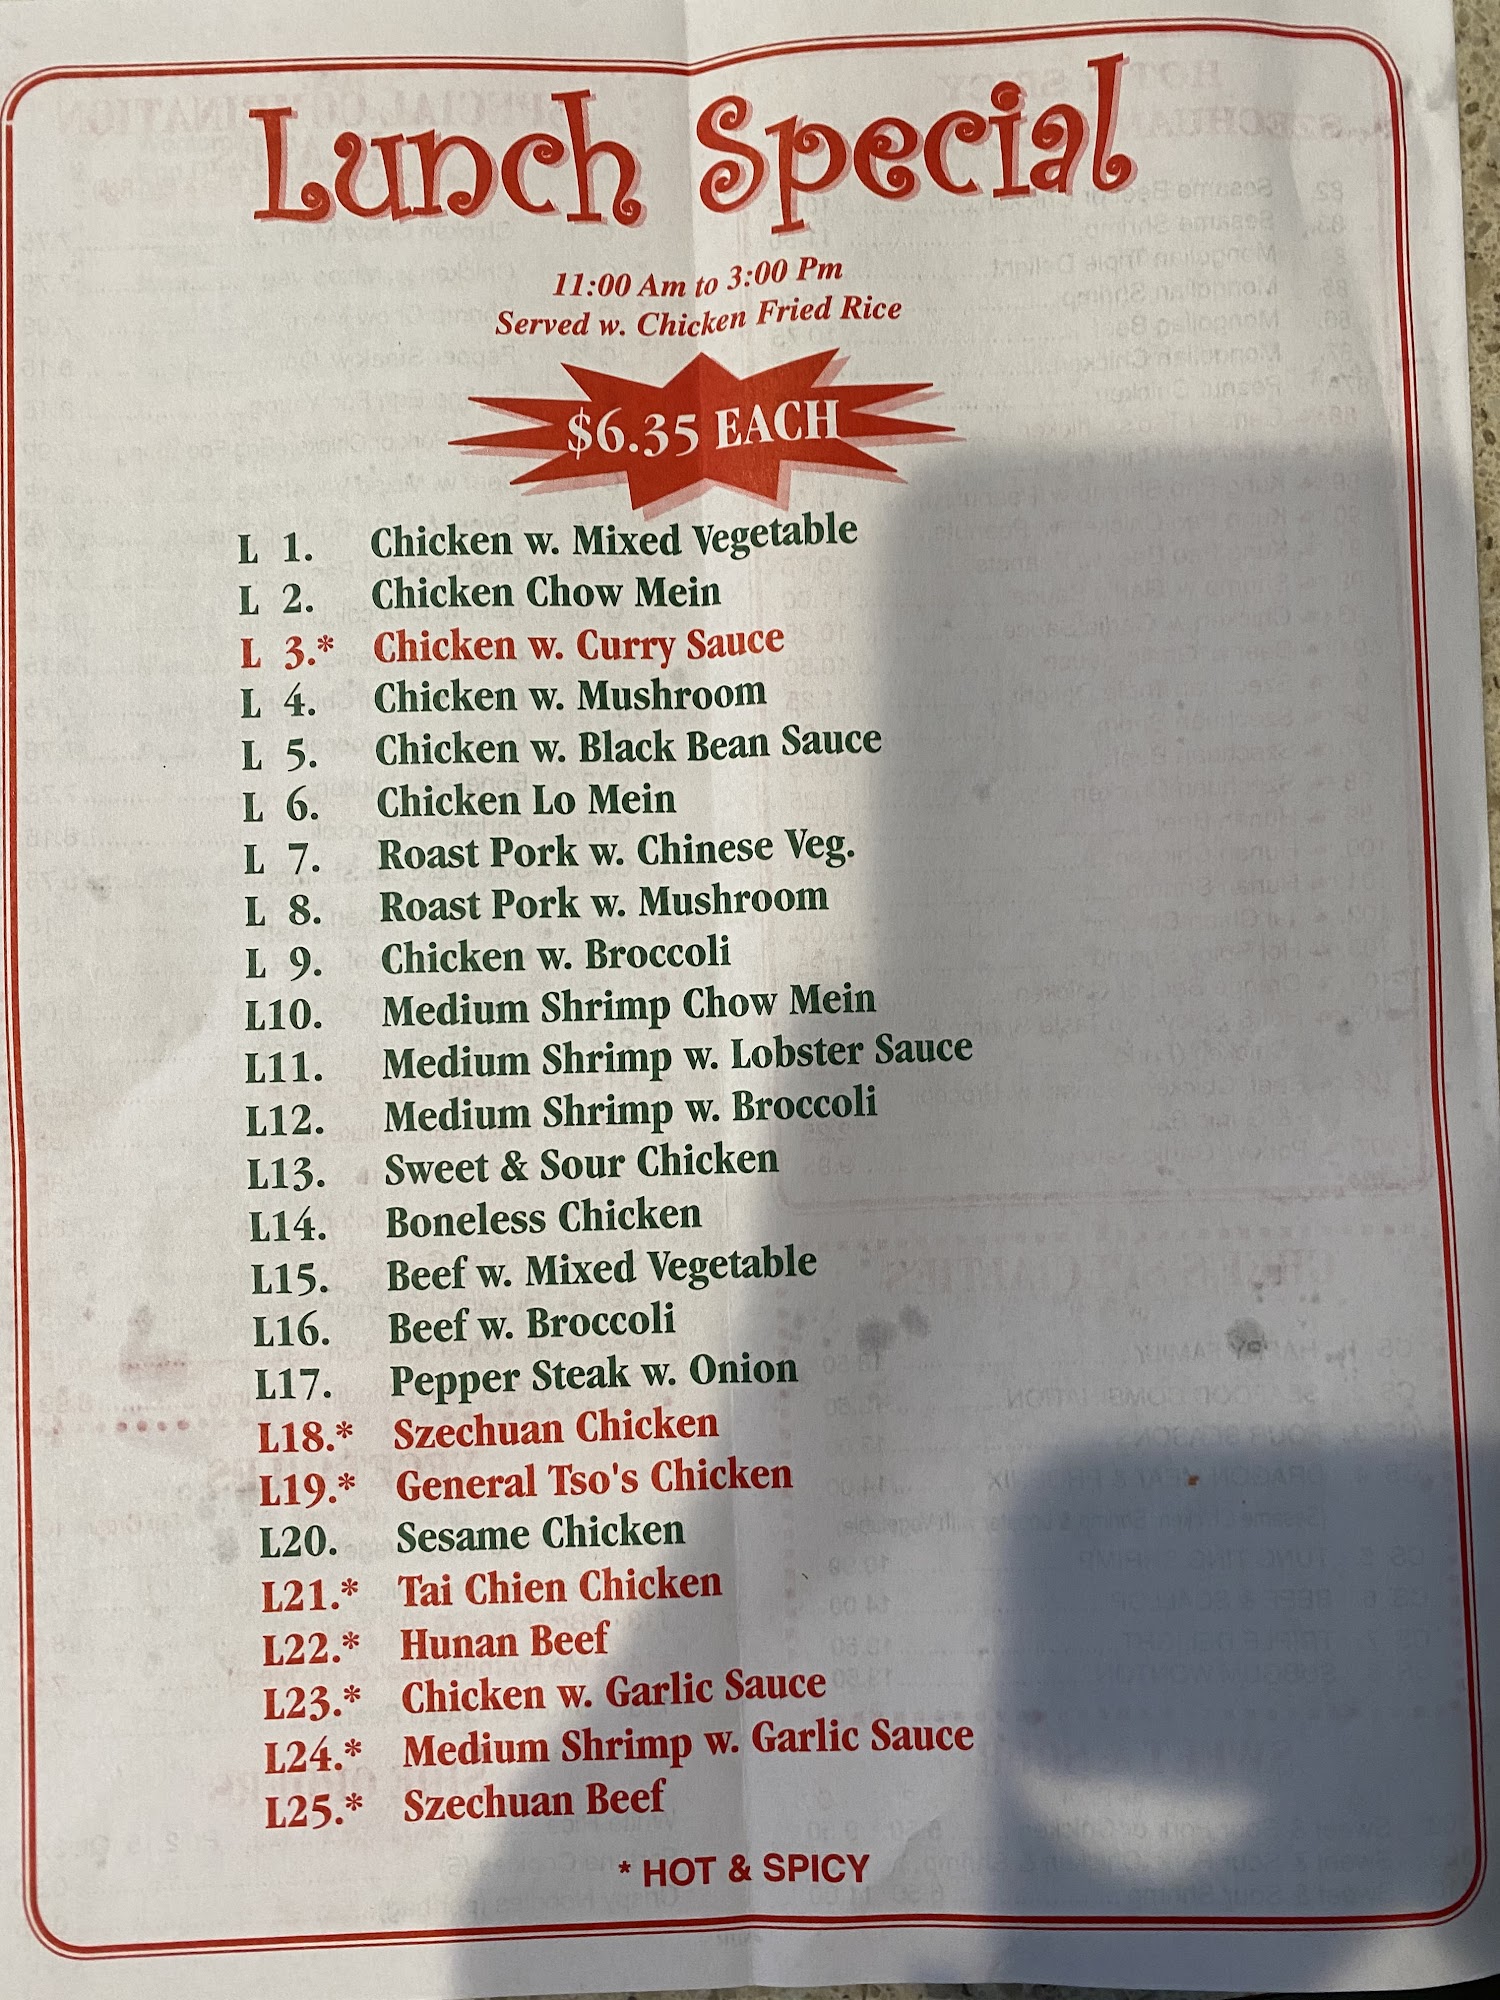 Lunch Special
11:00 Am to 3:00 Pm
Served w. Chicken Fried Rice
$6.35 EACH
L 1. Chicken w. Mixed Vegetable
L 2. Chicken Chow Mein
L 3.* Chicken w. Curry Sauce
L 4. Chicken w. Mushroom
L 5. Chicken w. Black Bean Sauce
L 6. Chicken Lo Mein
L 7. Roast Pork w. Chinese Veg.
L 8. Roast Pork w. Mushroom
L 9. Chicken w. Broccoli
L10. Medium Shrimp Chow Mein
L11. Medium Shrimp w. Lobster Sauce
L12. Medium Shrimp w. Broccoli
L13. Sweet & Sour Chicken
L14. Boneless Chicken
L15. Beef w. Mixed Vegetable
L16. Beef w. Broccoli
L17. Pepper Steak w. Onion
L18.* Szechuan Chicken
L19.* General Tso's Chicken
L20. Sesame Chicken
L21.* Tai Chien Chicken
L22.* Hunan Beef
L23.* Chicken w. Garlic Sauce
L24.* Medium Shrimp w. Garlic Sauce
L25.* Szechuan Beef
* HOT & SPICY